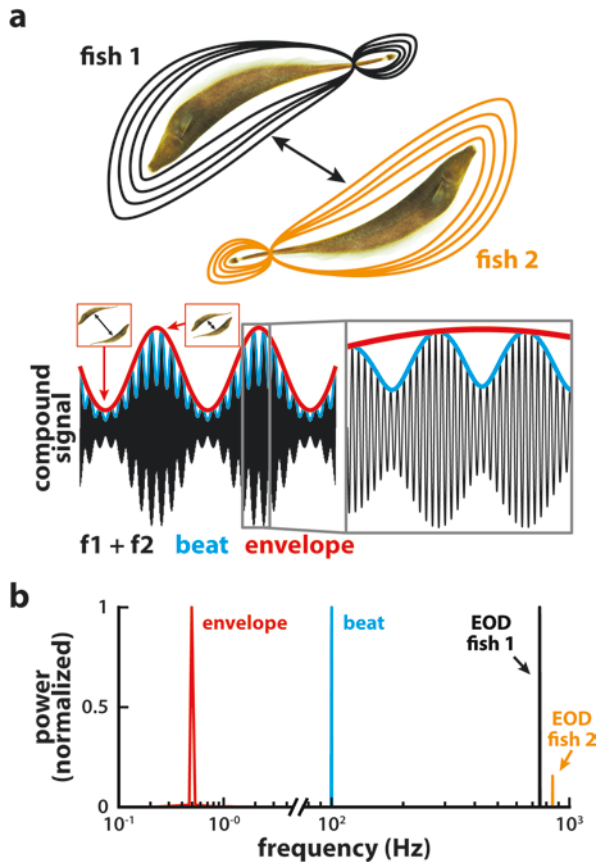 a
fish 1
fish 2
compound
signal
f1 + f2 beat envelope
b
power
(normalized)
1
0.5
0
envelope
beat
EOD
fish 1
EOD
fish 2
10-1
10-0
10²
10³
frequency (Hz)